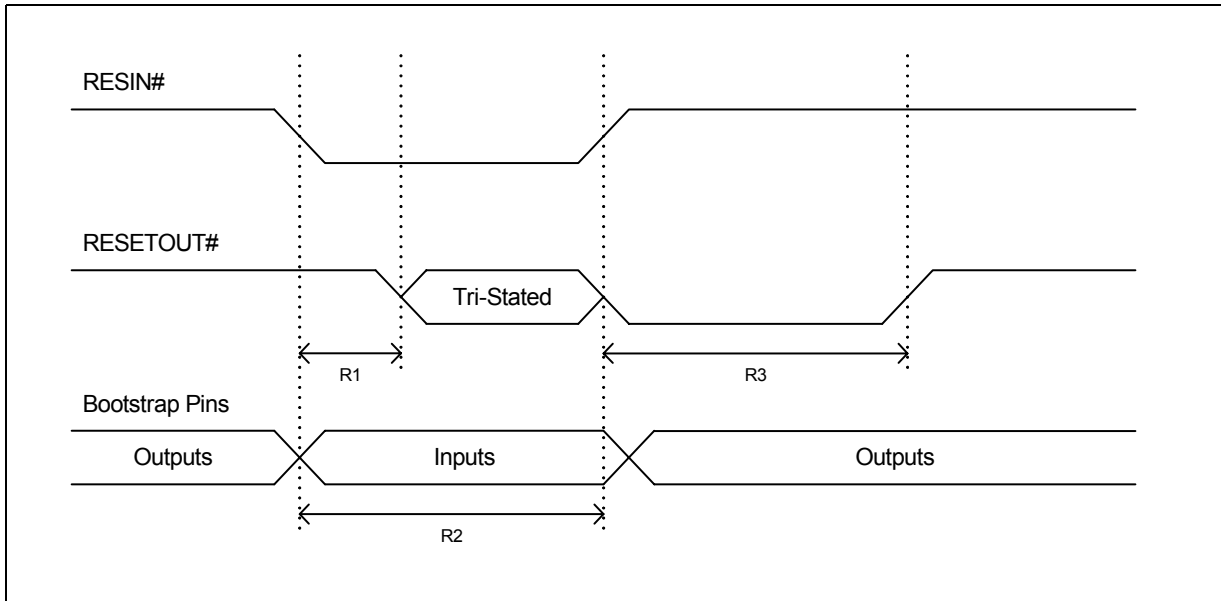 RESIN#
RESETOUT#
Tri-Stated
R1
R3
Bootstrap Pins
Outputs
Inputs
Outputs
R2